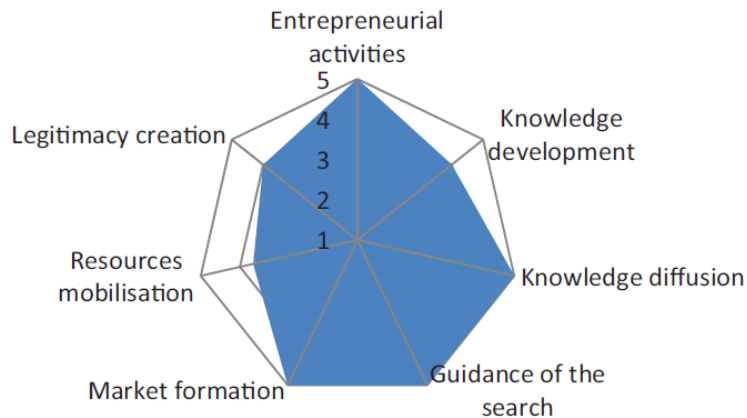 Entrepreneurial
activities
5
4
3
2
1
Knowledge
development
Knowledge diffusion
Guidance of the
search
Market formation
Resources
mobilisation
Legitimacy creation